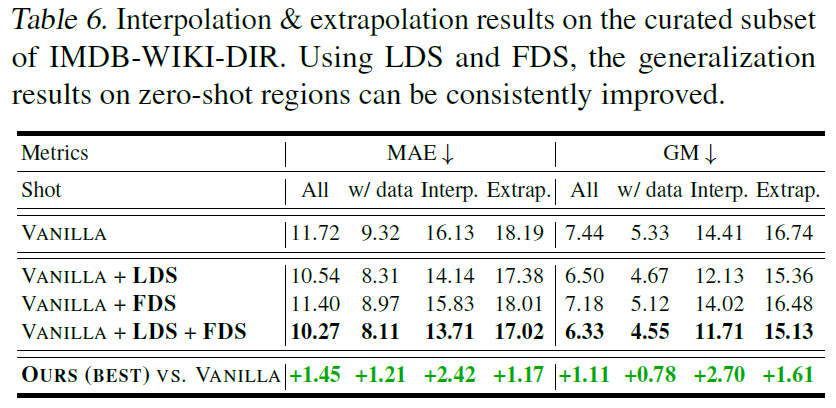 Table 6. Interpolation & extrapolation results on the curated subset
of IMDB-WIKI-DIR. Using LDS and FDS, the generalization
results on zero-shot regions can be consistently improved.
Metrics MAE ↓ GM ↓
Shot All w/ data Interp. Extrap. All w/ data Interp. Extrap.
VANILLA 11.72 9.32 16.13 18.19 7.44 5.33 14.41 16.74
VANILLA + LDS 10.54 8.31 14.14 17.38 6.50 4.67 12.13 15.36
VANILLA + FDS 11.40 8.97 15.83 18.01 7.18 5.12 14.02 16.48
VANILLA + LDS + FDS 10.27 8.11 13.71 17.02 6.33 4.55 11.71 15.13
OURS (BEST) VS. VANILLA +1.45 +1.21 +2.42 +1.17 +1.11 +0.78 +2.70 +1.61